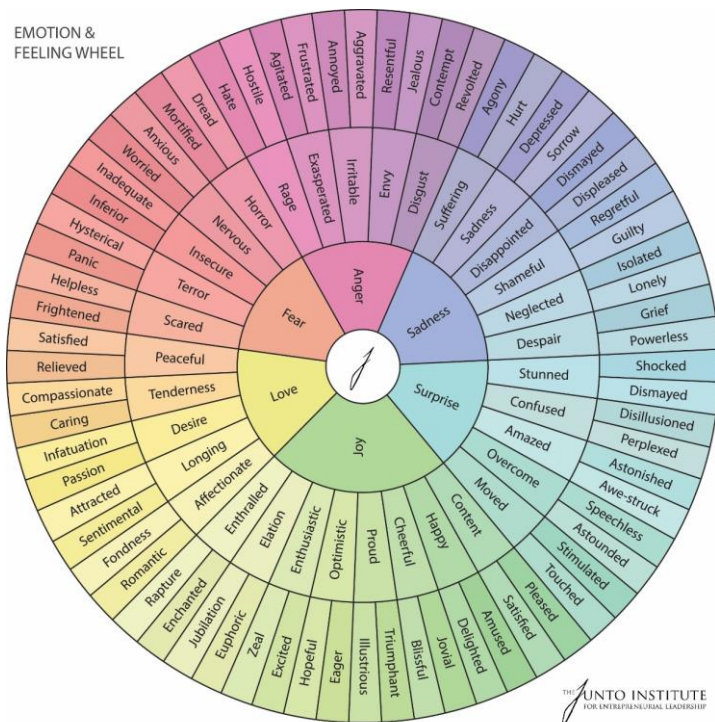 EMOTION &
FEELING WHEEL
Anger
Sadness
Surprise
Joy
Love
Fear
Rage
Exasperated
Irritable
Envy
Disgust
Suffering
Sadness
Disappointed
Shameful
Neglected
Despair
Stunned
Confused
Amazed
Overcome
Moved
Content
Happy
Cheerful
Proud
Optimistic
Enthusiastic
Elation
Enthralled
Affectionate
Longing
Desire
Tenderness
Peaceful
Scared
Terror
Insecure
Nervous
Horror
Hate
Hostile
Agitated
Frustrated
Annoyed
Aggravated
Resentful
Jealous
Contempt
Revolted
Agony
Hurt
Depressed
Sorrow
Dismayed
Displeased
Regretful
Guilty
Isolated
Lonely
Grief
Powerless
Shocked
Dismayed
Disillusioned
Perplexed
Astonished
Awe-struck
Speechless
Astounded
Stimulated
Touched
Pleased
Satisfied
Amused
Delighted
Jovial
Blissful
Triumphant
Illustrious
Eager
Hopeful
Excited
Zeal
Euphoric
Jubilation
Enchanted
Rapture
Romantic
Fondness
Sentimental
Attracted
Passion
Infatuation
Caring
Compassionate
Relieved
Satisfied
Frightened
Helpless
Panic
Hysterical
Inferior
Inadequate
Worried
Anxious
Mortified
Dread
THE JUNTO INSTITUTE
FOR ENTREPRENEURIAL LEADERSHIP